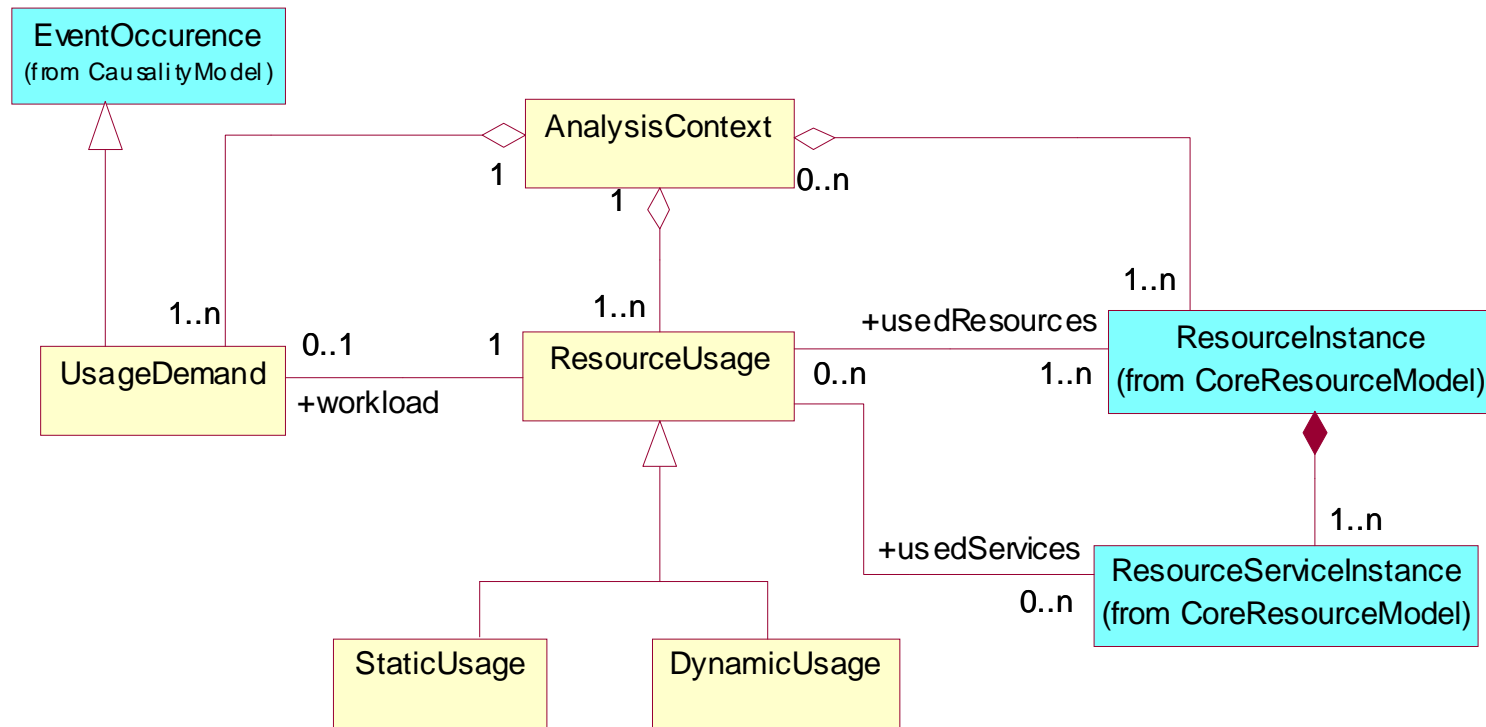 EventOccurence
(from CausalityModel)
AnalysisContext
1
1
0..n
1..n
1..n
1..n
+usedResources
ResourceInstance
(from CoreResourceModel)
0..1
1
ResourceUsage
UsageDemand
0..n
1..n
+workload
1..n
+usedServices
ResourceServiceInstance
(from CoreResourceModel)
0..n
StaticUsage
DynamicUsage